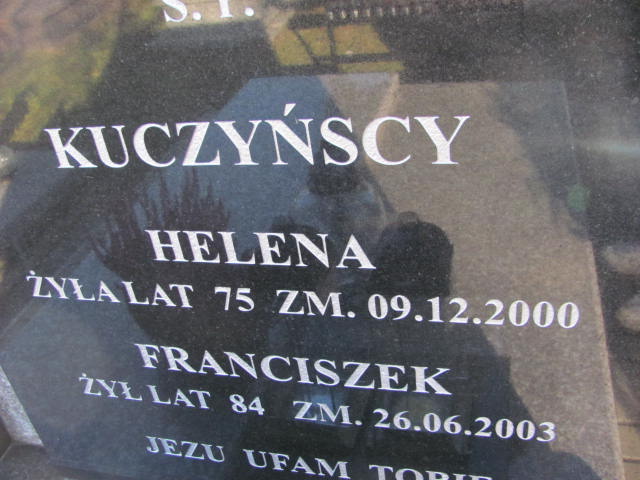 Ś. P.
KUCZYŃSCY
HELENA
ŻYŁA LAT 75 ZM. 09.12.2000
FRANCISZEK
ŻYŁ LAT 84 ZM. 26.06.2003
JEZU UFAM TOBIE